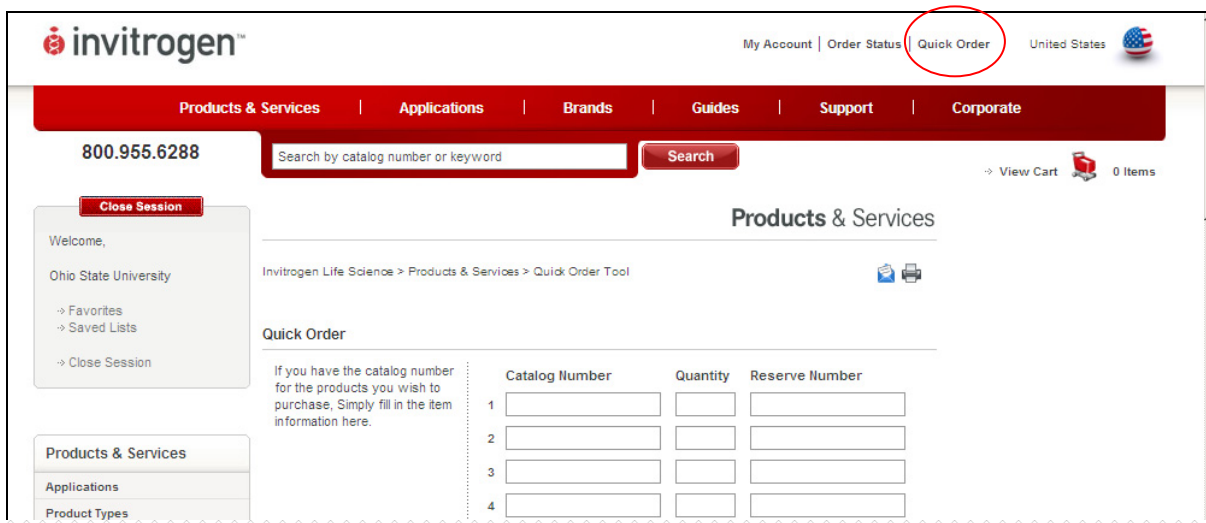 invitrogen™
My Account | Order Status | Quick Order
United States
Products & Services | Applications | Brands | Guides | Support | Corporate
800.955.6288
Search by catalog number or keyword
Search
View Cart
0 Items
Close Session
Welcome,
Ohio State University
Favorites
Saved Lists
Close Session
Products & Services
Applications
Product Types
Products & Services
Invitrogen Life Science > Products & Services > Quick Order Tool
Quick Order
If you have the catalog number
for the products you wish to
purchase, Simply fill in the item
information here.
Catalog Number Quantity Reserve Number
1
2
3
4